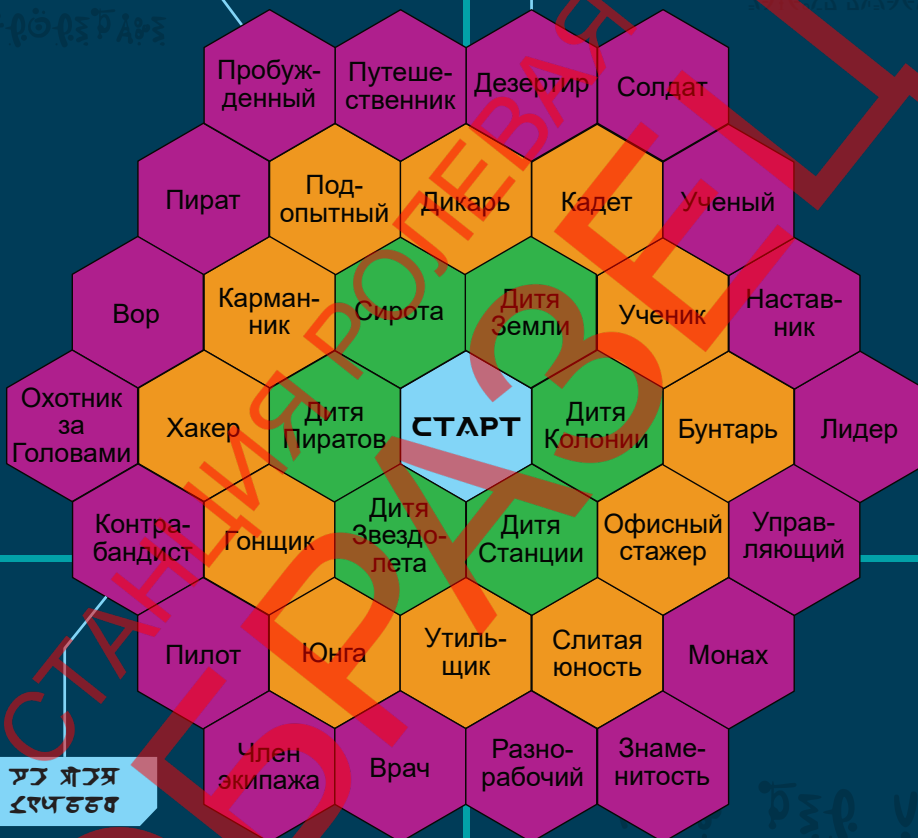 Пробуж-
денный
Путеше-
ственник
Дезертир
Солдат
Пират
Под-
опытный
Дикарь
Кадет
Ученый
Вор
Карман-
ник
Сирота
Дитя
Земли
Ученик
Настав-
ник
Охотник
за
Головами
Хакер
Дитя
Пиратов
СТАРТ
Дитя
Колонии
Бунтарь
Лидер
Контра-
бандист
Гонщик
Дитя
Звездо-
лета
Дитя
Станции
Офисный
стажер
Управ-
ляющий
Пилот
Юнга
Утиль-
щик
Слитая
юность
Монах
Член
экипажа
Врач
Разно-
рабочий
Знаме-
нитость
СТАНЦИЯ РОЛЕВАЯ